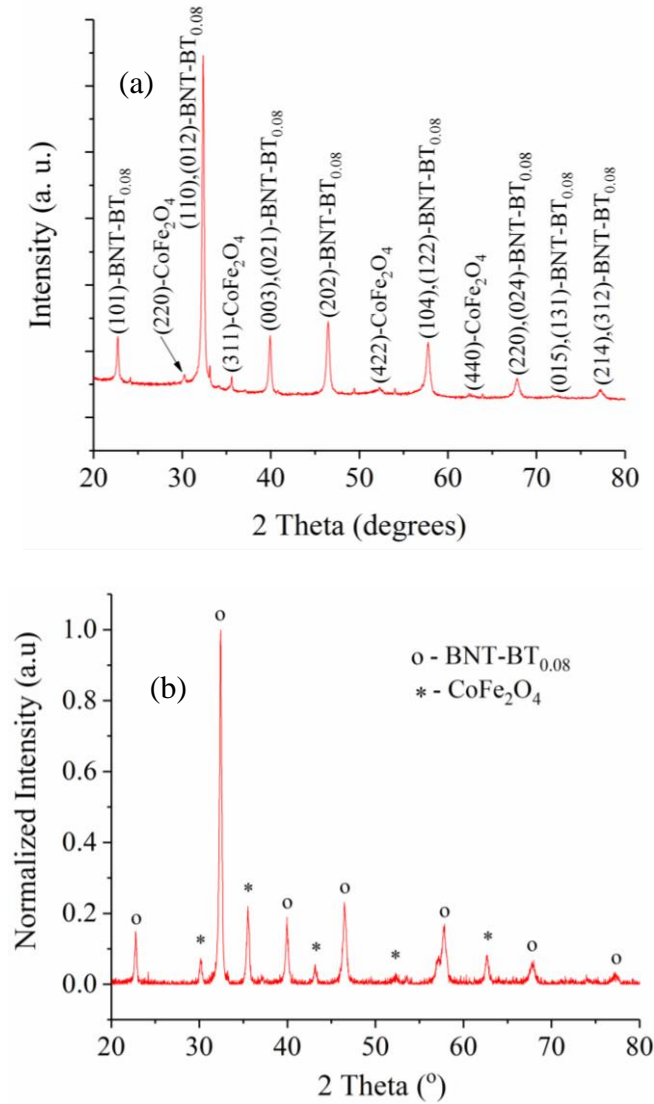 (a)
Intensity (a. u.)
(101)-BNT-BT0.08
(220)-CoFe2O4
(110),(012)-BNT-BT0.08
(311)-CoFe2O4
(003),(021)-BNT-BT0.08
(202)-BNT-BT0.08
(422)-CoFe2O4
(104),(122)-BNT-BT0.08
(440)-CoFe2O4
(220),(024)-BNT-BT0.08
(015),(131)-BNT-BT0.08
(214),(312)-BNT-BT0.08
20 30 40 50 60 70 80
2 Theta (degrees)
(b)
Normalized Intensity (a.u)
1.0
0.8
0.6
0.4
0.2
0.0
o - BNT-BT0.08
* - CoFe2O4
o
o
*
*
o
*
o
*
o
*
o
o
20 30 40 50 60 70 80
2 Theta (º)